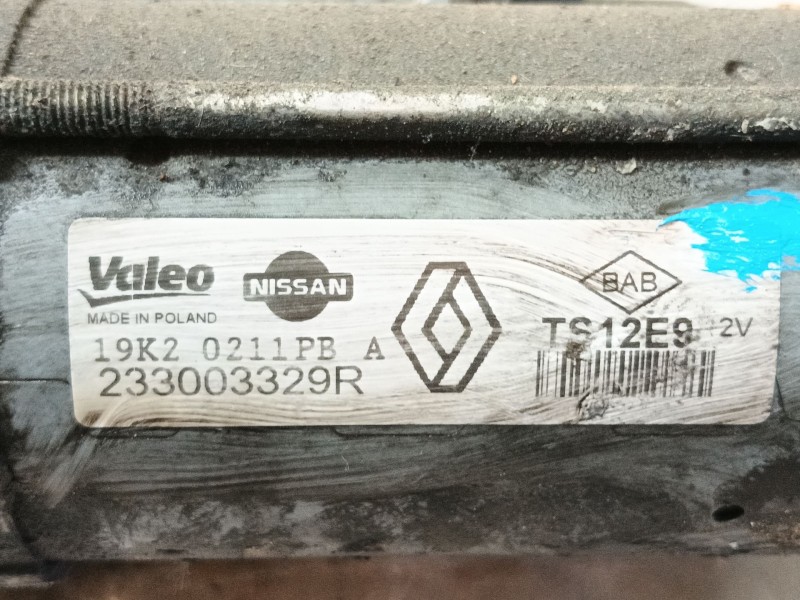 Valeo
NISSAN
MADE IN POLAND
BAB
TS12E9 2V
19K2 0211PB A
233003329R